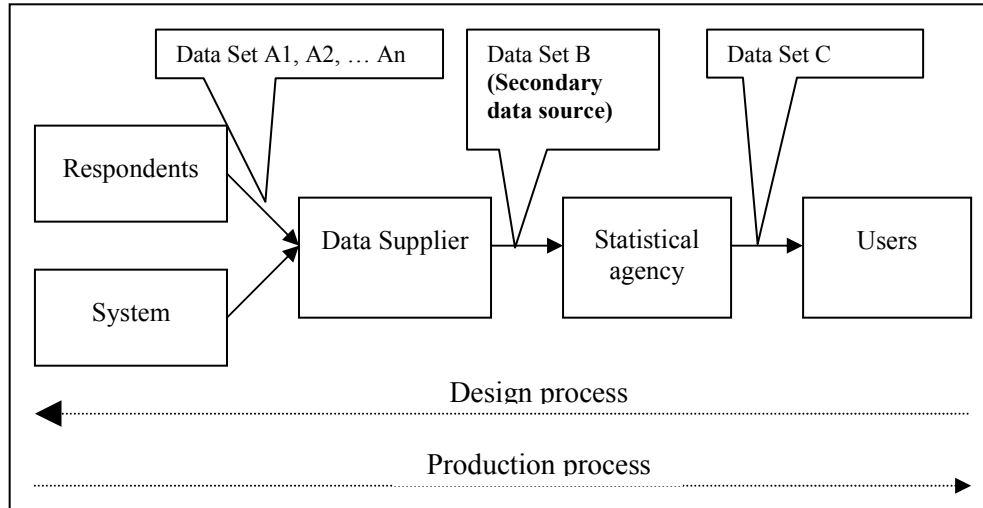 Data Set A1, A2, … An
Data Set B
(Secondary
data source)
Data Set C
Respondents
System
Data Supplier
Statistical
agency
Users
Design process
Production process